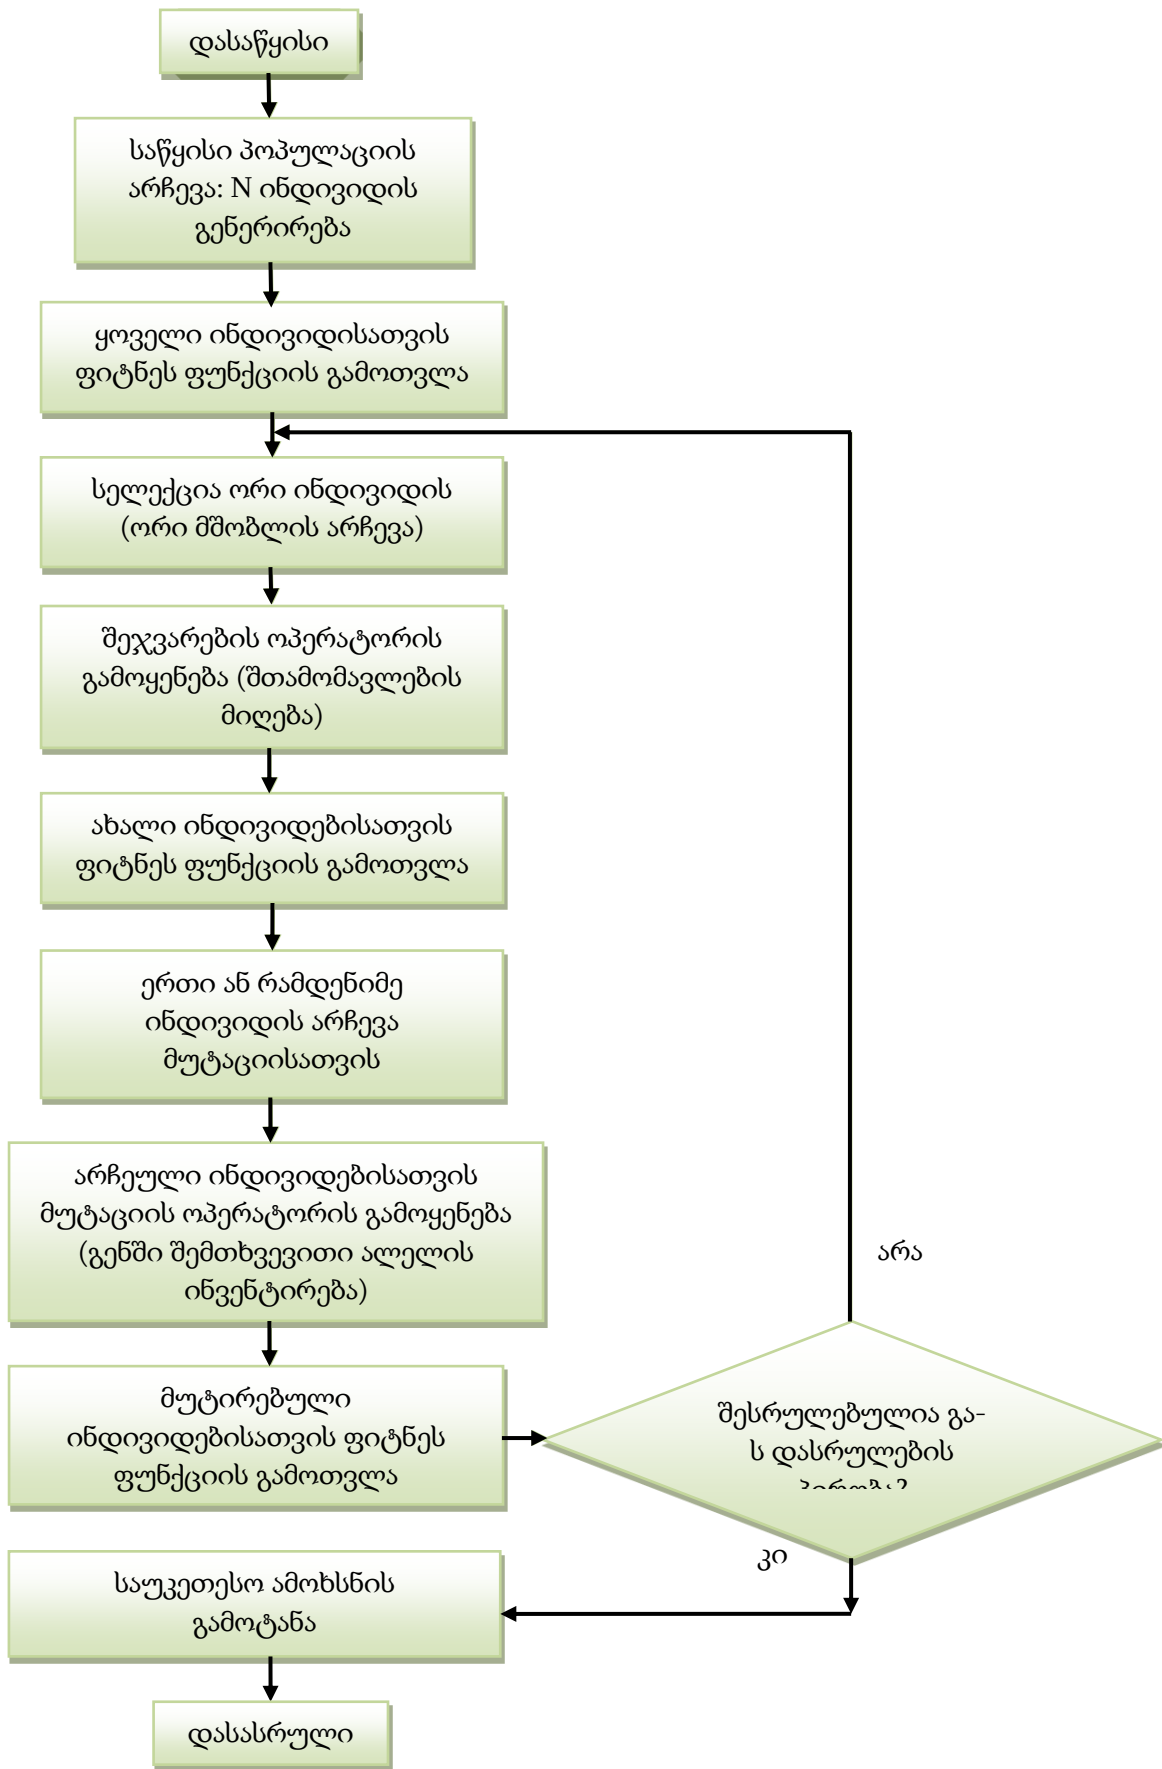 დასაწყისი
საწყისი პოპულაციის
არჩევა: N ინდივიდის
გენერირება
ყოველი ინდივიდისათვის
ფიტნეს ფუნქციის გამოთვლა
სელექცია ორი ინდივიდის
(ორი მშობლის არჩევა)
შეჯვარების ოპერატორის
გამოყენება (შთამომავლების
მიღება)
ახალი ინდივიდებისათვის
ფიტნეს ფუნქციის გამოთვლა
ერთი ან რამდენიმე
ინდივიდის არჩევა
მუტაციისათვის
არჩეული ინდივიდებისათვის
მუტაციის ოპერატორის გამოყენება
(გენში შემთხვევითი ალელის
ინვენტირება)
არა
მუტირებული
ინდივიდებისათვის ფიტნეს
ფუნქციის გამოთვლა
შესრულებულია გა-
ს დასრულების
პირობა?
კი
საუკეთესო ამოხსნის
გამოტანა
დასასრული